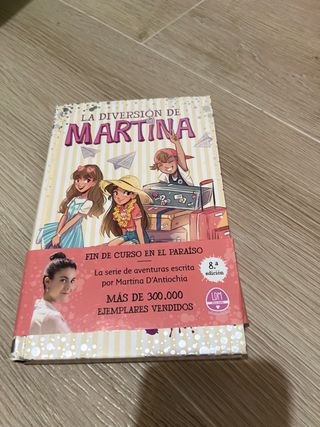 LA DIVERSIÓN DE
MARTINA
FIN DE CURSO EN EL PARAÍSO
La serie de aventuras escrita
por Martina D'Antiochia
MÁS DE 300.000
EJEMPLARES VENDIDOS
8.ª
edición
LDM